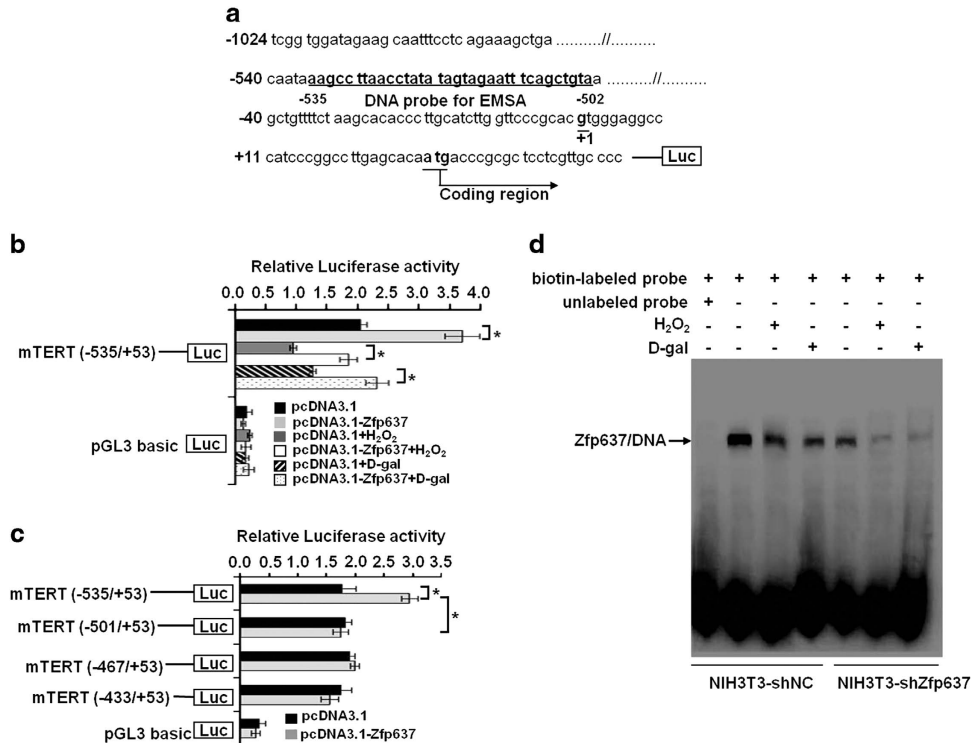 a
-1024 tcgg tggatagaag caatttcctc agaaagctga ..........//..........
-540 caataaagcc ttaacctata tagtagaatt tcagctgtaa ..........//..........
-535 DNA probe for EMSA -502
-40 gctgttttct aagcacaccc ttgcatcttg gttcccgcac gtgggaggcc
+1
+11 catcccggcc ttgagcacaa atgacccgcgc tcctcgttgc ccc Luc
Coding region
b
Relative Luciferase activity
0.0 0.5 1.0 1.5 2.0 2.5 3.0 3.5 4.0
mTERT (-535/+53) Luc
*
*
*
pGL3 basic Luc
pcDNA3.1
pcDNA3.1-Zfp637
pcDNA3.1+H₂O₂
pcDNA3.1-Zfp637+H₂O₂
pcDNA3.1+D-gal
pcDNA3.1-Zfp637+D-gal
c
Relative Luciferase activity
0.0 0.5 1.0 1.5 2.0 2.5 3.0 3.5
mTERT (-535/+53) Luc
*
*
mTERT (-501/+53) Luc
mTERT (-467/+53) Luc
mTERT (-433/+53) Luc
pGL3 basic Luc
pcDNA3.1
pcDNA3.1-Zfp637
d
biotin-labeled probe + + + + + + +
unlabeled probe + - - - - - -
H₂O₂ - - + - - + -
D-gal - - - + - - +
Zfp637/DNA
NIH3T3-shNC NIH3T3-shZfp637